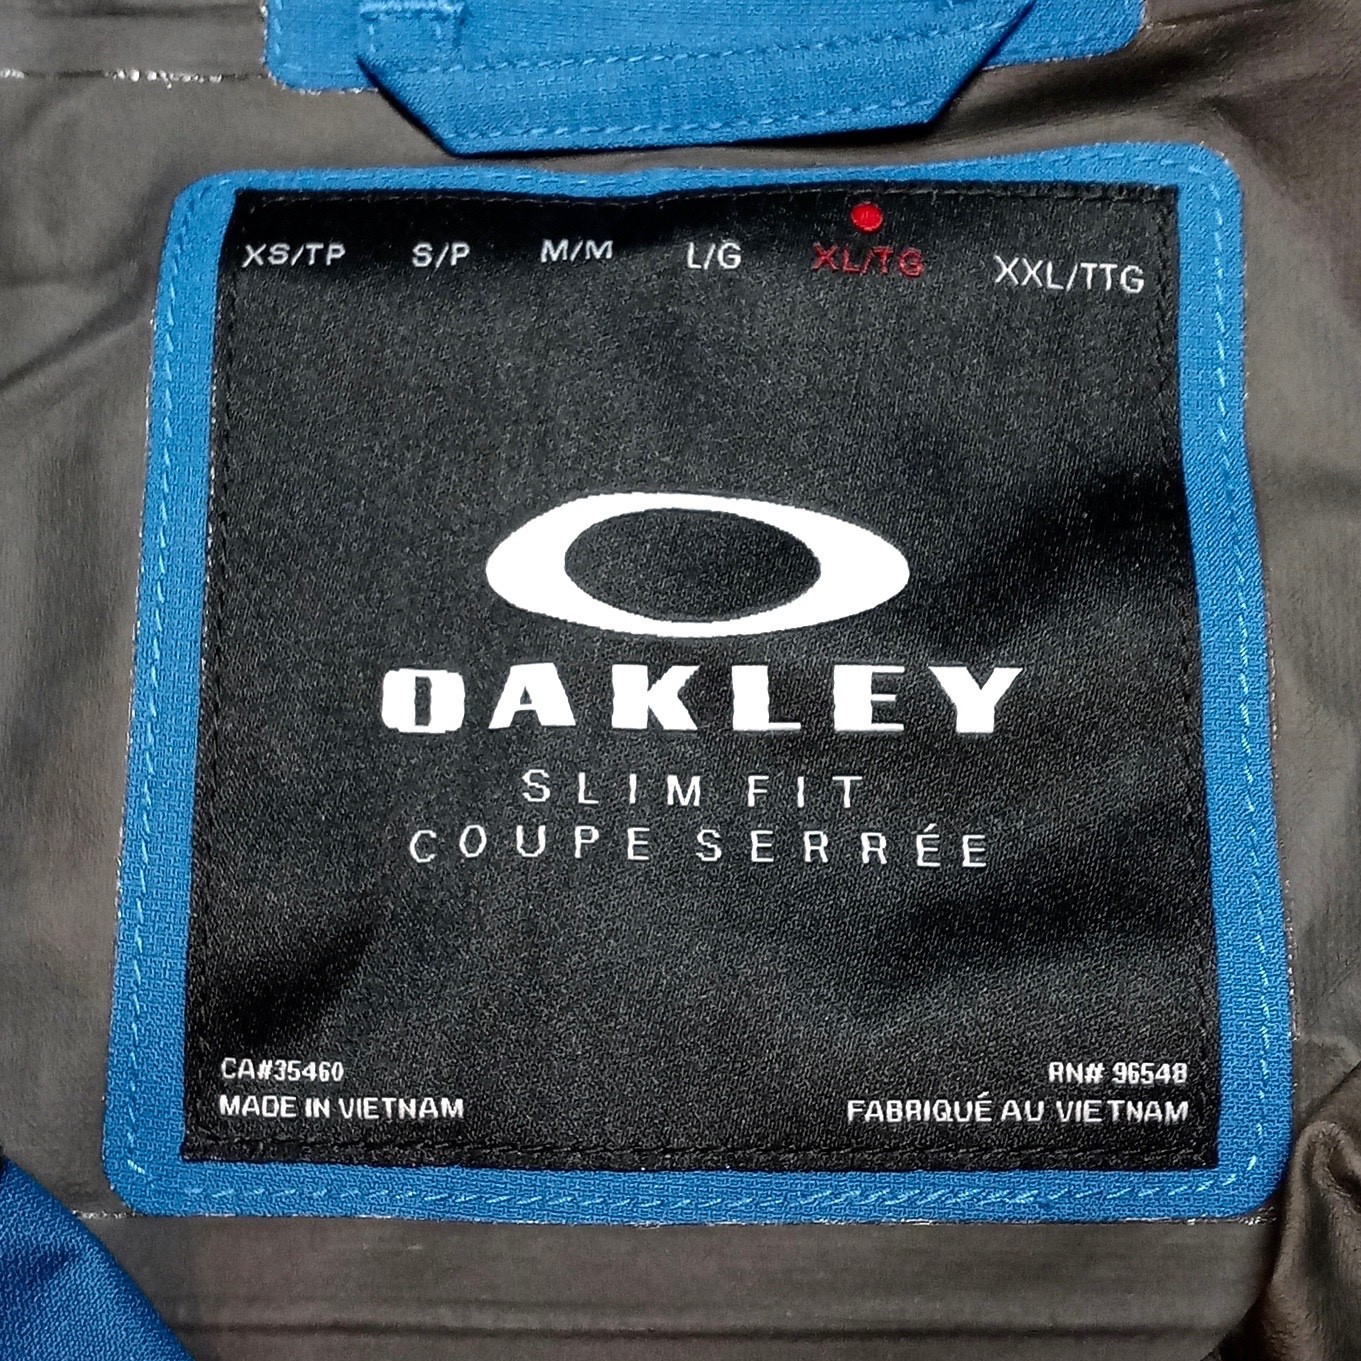 XS/TP S/P M/M L/G XL/TG XXL/TTG
OAKLEY
SLIM FIT
COUPE SERRÉE
CA#35460 RN# 96548
MADE IN VIETNAM FABRIQUÉ AU VIETNAM